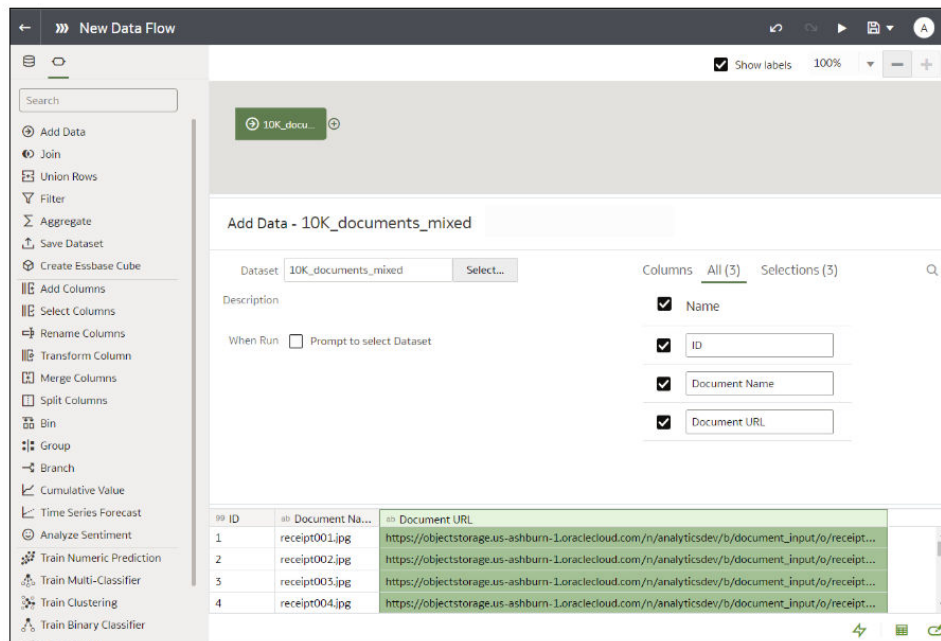 New Data Flow
A
Show labels 100%
Search
Add Data
Join
Union Rows
Filter
Aggregate
Save Dataset
Create Essbase Cube
Add Columns
Select Columns
Rename Columns
Transform Column
Merge Columns
Split Columns
Bin
Group
Branch
Cumulative Value
Time Series Forecast
Analyze Sentiment
Train Numeric Prediction
Train Multi-Classifier
Train Clustering
Train Binary Classifier
10K_docu...
Add Data - 10K_documents_mixed
Dataset 10K_documents_mixed Select...
Description
When Run Prompt to select Dataset
Columns All (3) Selections (3)
Name
ID
Document Name
Document URL
99 ID ab Document Na... ab Document URL
1 receipt001.jpg https://objectstorage.us-ashburn-1.oraclecloud.com/n/analyticsdev/b/document_input/o/receipt...
2 receipt002.jpg https://objectstorage.us-ashburn-1.oraclecloud.com/n/analyticsdev/b/document_input/o/receipt...
3 receipt003.jpg https://objectstorage.us-ashburn-1.oraclecloud.com/n/analyticsdev/b/document_input/o/receipt...
4 receipt004.jpg https://objectstorage.us-ashburn-1.oraclecloud.com/n/analyticsdev/b/document_input/o/receipt...